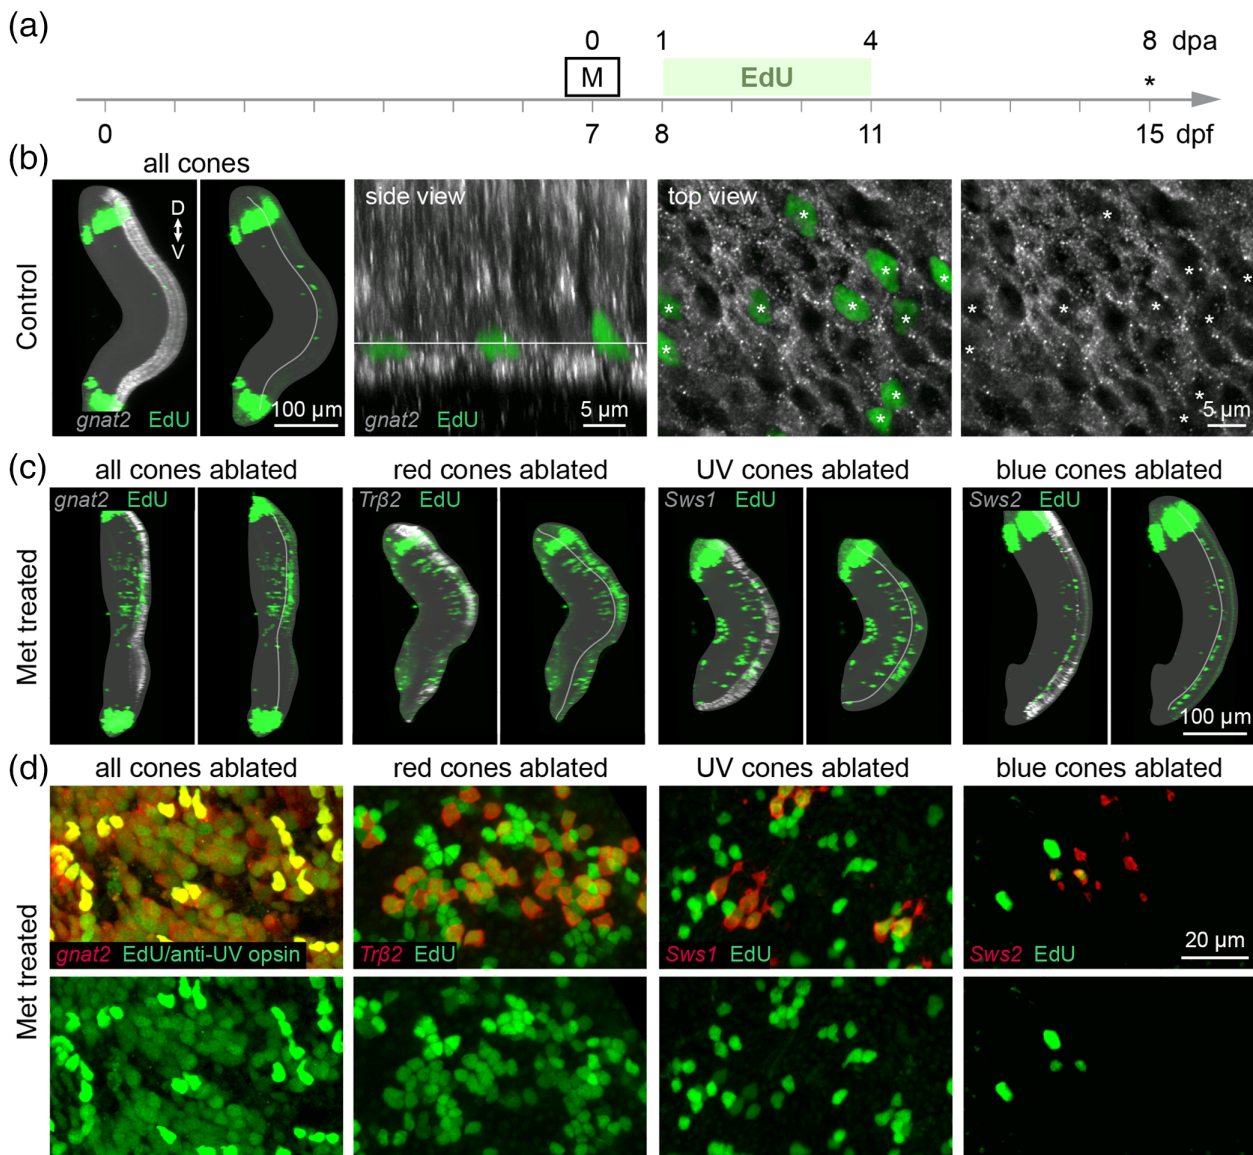 (a)
0 1 4 8 dpa
M EdU *
0 7 8 11 15 dpf
(b)
all cones
Control
D
V
gnat2 EdU
100 µm
side view
gnat2 EdU
5 µm
top view
* * * * * * * * *
* * * * * * * * *
5 µm
(c)
all cones ablated red cones ablated UV cones ablated blue cones ablated
Met treated
gnat2 EdU
Trβ2 EdU
Sws1 EdU
Sws2 EdU
100 µm
(d)
all cones ablated red cones ablated UV cones ablated blue cones ablated
Met treated
gnat2 EdU/anti-UV opsin
Trβ2 EdU
Sws1 EdU
Sws2 EdU
20 µm